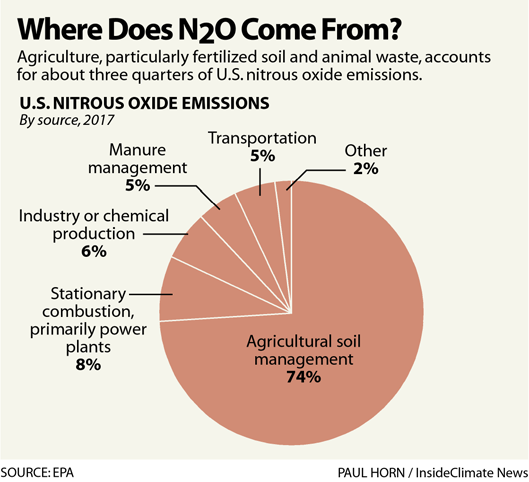 Where Does N2O Come From?
Agriculture, particularly fertilized soil and animal waste, accounts
for about three quarters of U.S. nitrous oxide emissions.
U.S. NITROUS OXIDE EMISSIONS
By source, 2017
Transportation
5%
Other
2%
Manure
management
5%
Industry or chemical
production
6%
Stationary
combustion,
primarily power
plants
8%
Agricultural soil
management
74%
SOURCE: EPA
PAUL HORN / InsideClimate News